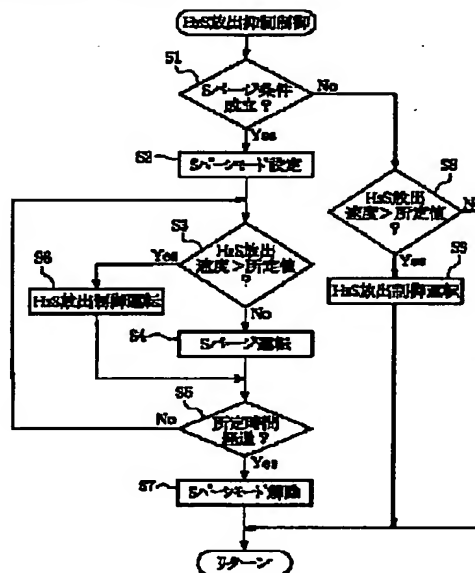 H₂S放出抑制制御
S1
Sパージ条件
成立？
No
Yes
S2
Sパージモード設定
S8
H₂S放出
速度＞所定値
？
N
Yes
S3
H₂S放出
速度＞所定値
？
Yes
No
S6
H₂S放出制御運転
S9
H₂S放出制御運転
S4
Sパージ運転
S5
所定時間
経過？
No
Yes
S7
Sパージモード解除
リターン